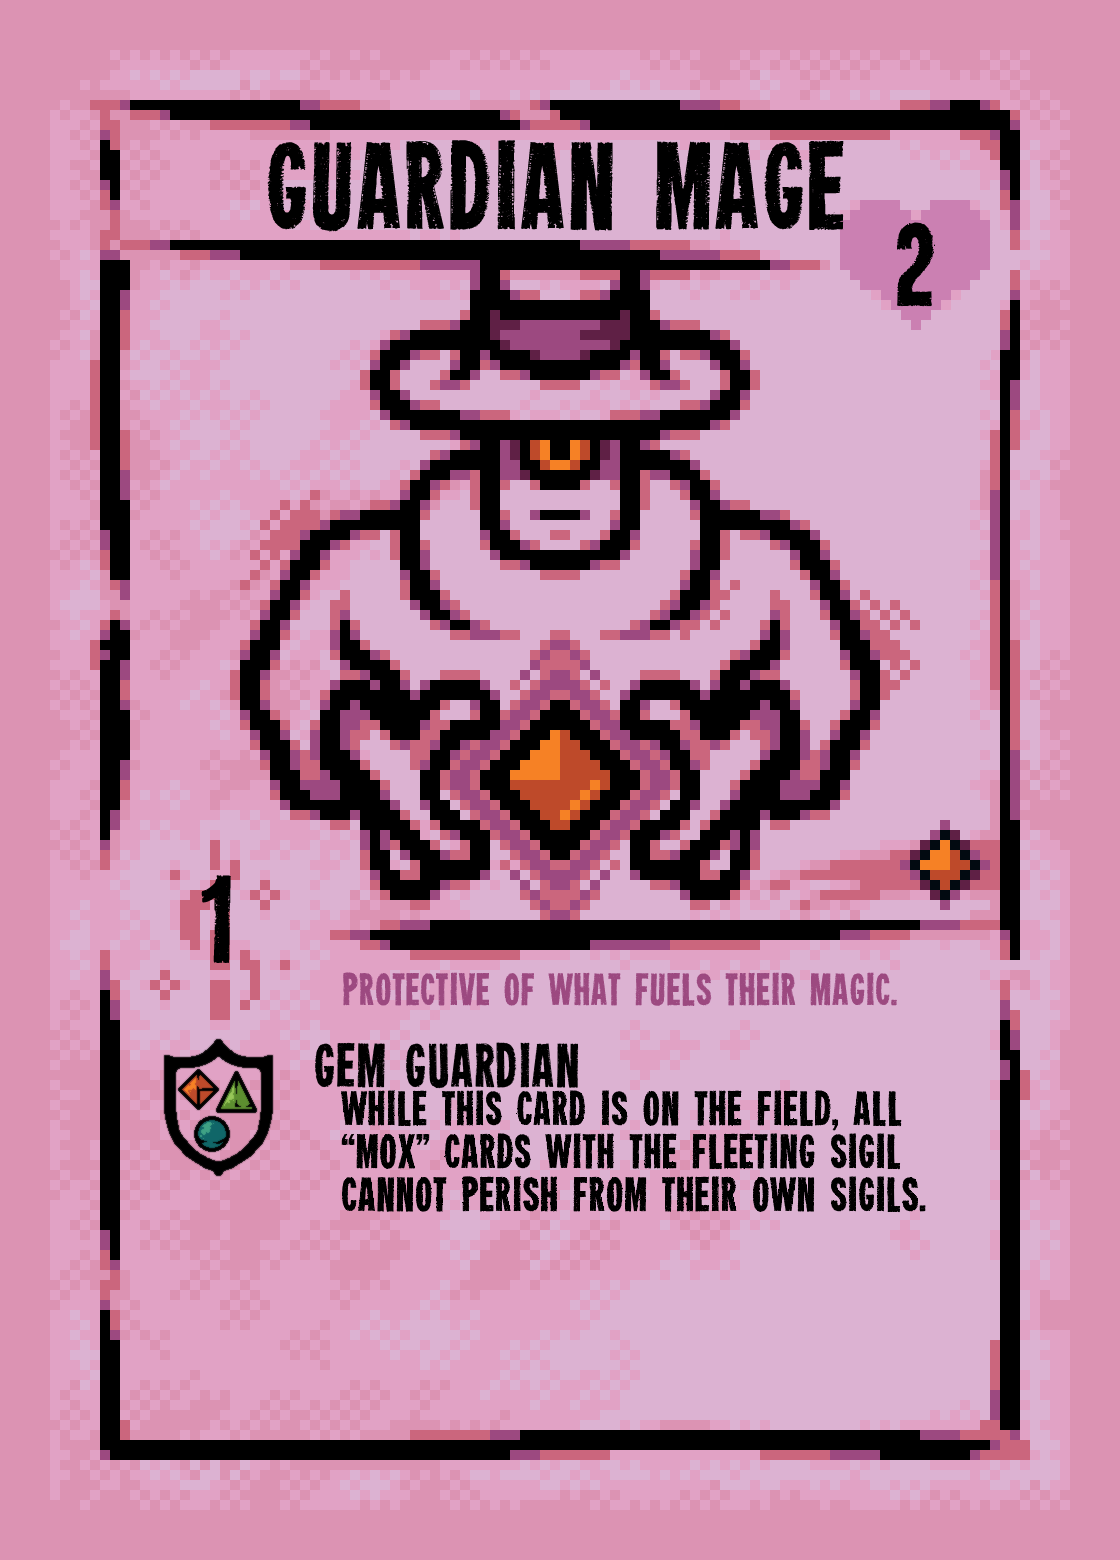 GUARDIAN MAGE
2
1
PROTECTIVE OF WHAT FUELS THEIR MAGIC.
GEM GUARDIAN
WHILE THIS CARD IS ON THE FIELD, ALL
“MOX” CARDS WITH THE FLEETING SIGIL
CANNOT PERISH FROM THEIR OWN SIGILS.